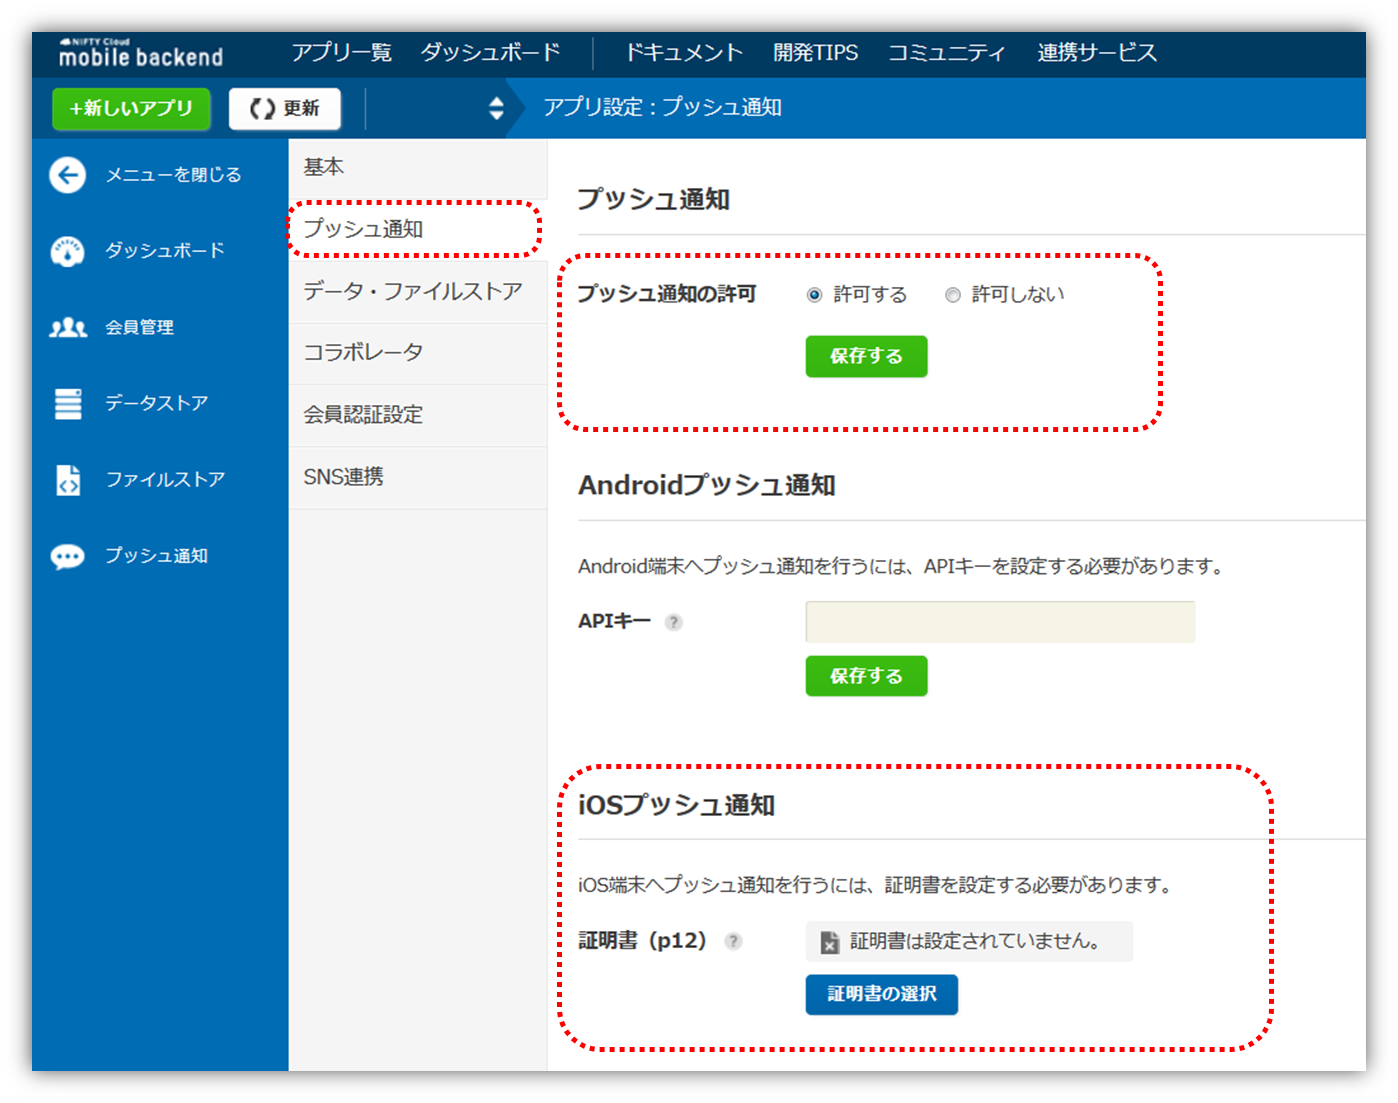 NIFTY Cloud
mobile backend
アプリ一覧
ダッシュボード
ドキュメント
開発TIPS
コミュニティ
連携サービス
+新しいアプリ
更新
アプリ設定：プッシュ通知
メニューを閉じる
ダッシュボード
会員管理
データストア
ファイルストア
プッシュ通知
基本
プッシュ通知
データ・ファイルストア
コラボレータ
会員認証設定
SNS連携
プッシュ通知
プッシュ通知の許可
許可する
許可しない
保存する
Androidプッシュ通知
Android端末へプッシュ通知を行うには、APIキーを設定する必要があります。
APIキー ?
保存する
iOSプッシュ通知
iOS端末へプッシュ通知を行うには、証明書を設定する必要があります。
証明書（p12） ?
証明書は設定されていません。
証明書の選択